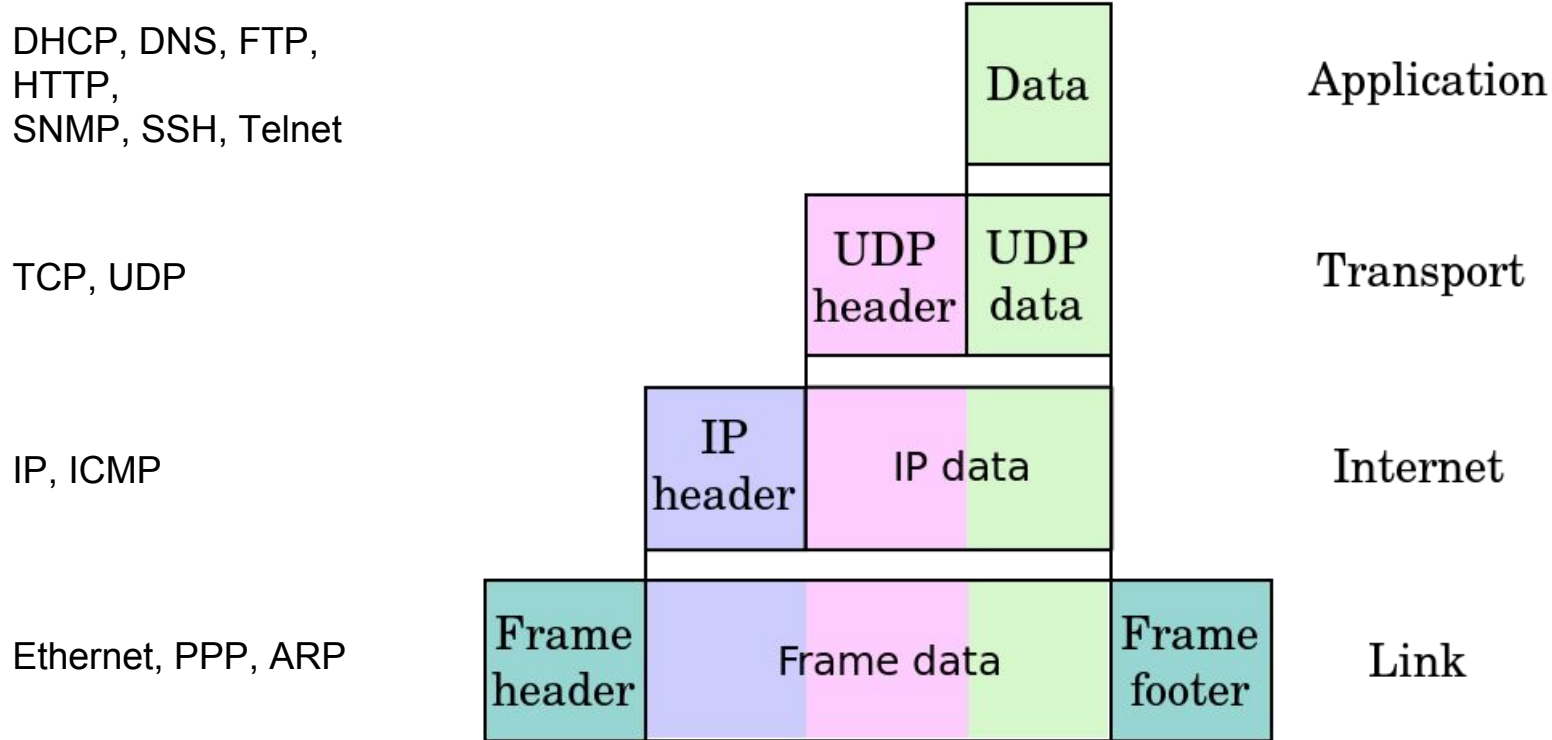 DHCP, DNS, FTP,
HTTP,
SNMP, SSH, Telnet
Data
Application
TCP, UDP
UDP
header
UDP
data
Transport
IP, ICMP
IP
header
IP data
Internet
Ethernet, PPP, ARP
Frame
header
Frame data
Frame
footer
Link